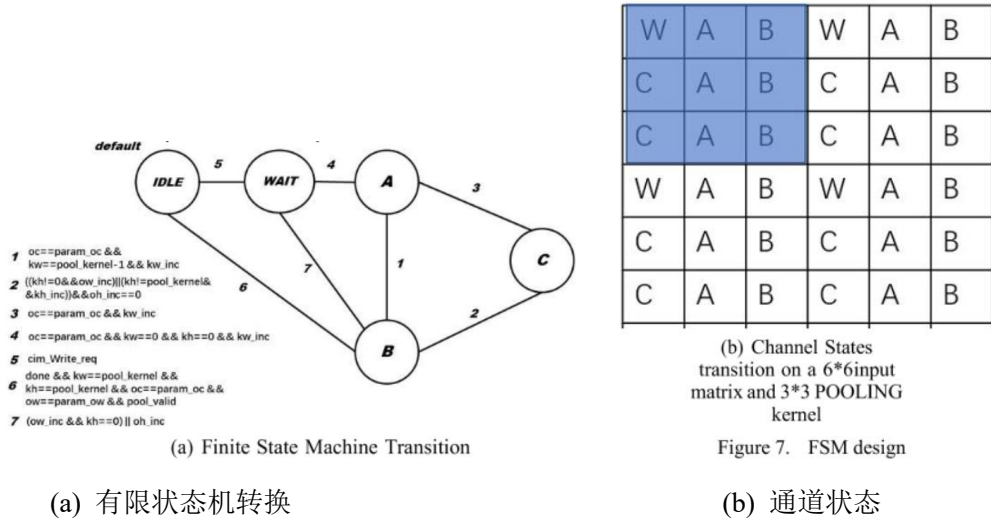 default
IDLE
5
WAIT
4
A
3
C
7
1
6
2
B
1 oc==param_oc &&
kw==pool_kernel-1 && kw_inc
2 ((kh!=0&&ow_inc)||(kh!=pool_kernel&
&kh_inc))&&oh_inc==0
3 oc==param_oc && kw_inc
4 oc==param_oc && kw==0 && kh==0 && kw_inc
5 cim_Write_req
6 done && kw==pool_kernel &&
kh==pool_kernel && oc==param_oc &&
ow==param_ow && pool_valid
7 (ow_inc && kh==0) || oh_inc
(a) Finite State Machine Transition
W A B W A B
C A B C A B
C A B C A B
W A B W A B
C A B C A B
C A B C A B
(b) Channel States
transition on a 6*6input
matrix and 3*3 POOLING
kernel
Figure 7. FSM design
(a) 有限状态机转换
(b) 通道状态